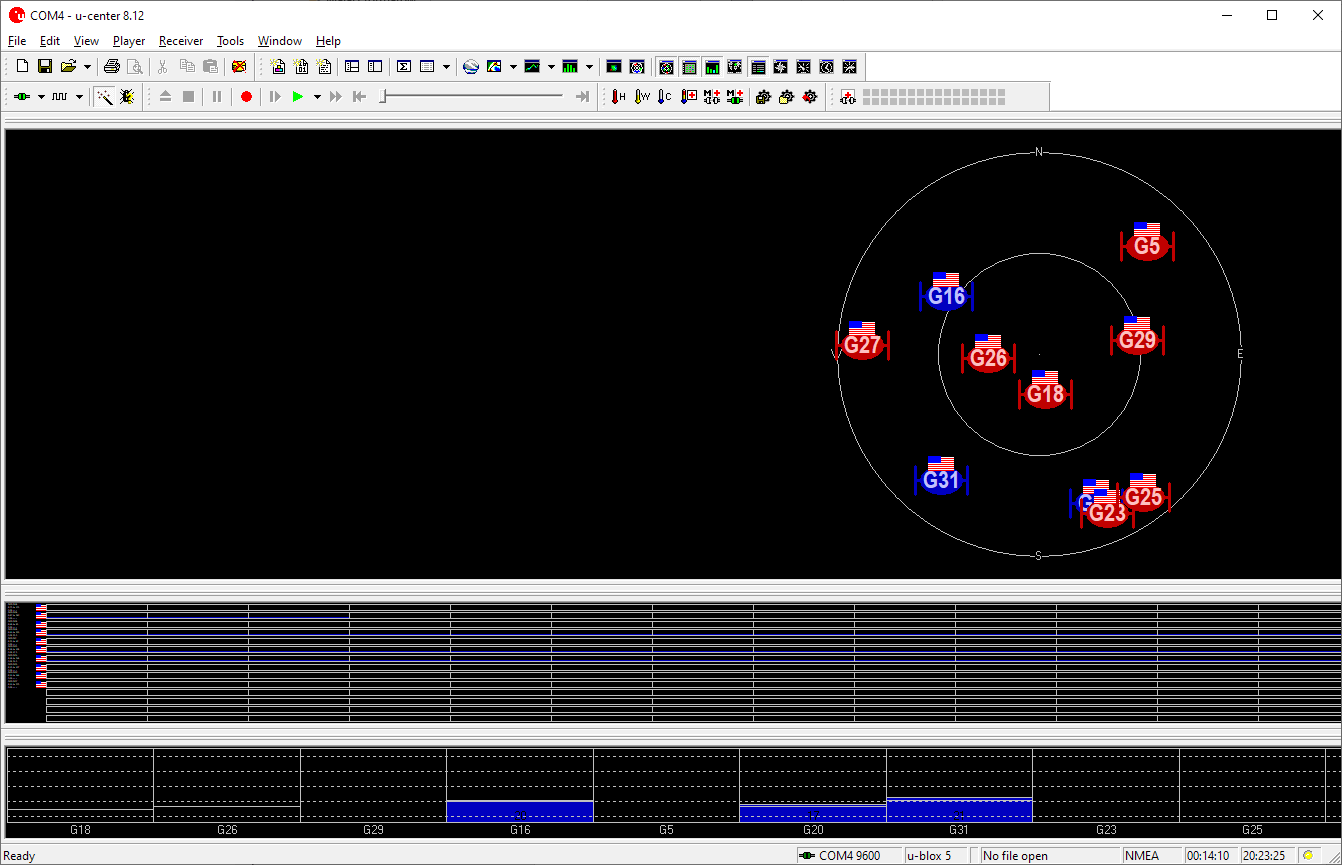 COM4 - u-center 8.12
File Edit View Player Receiver Tools Window Help
N
G5
G16
G27
G29
G26
E
G18
G31
G25
G23
S
G18 G26 G29 G16 G5 G20 G31 G23 G25
Ready COM4 9600 u-blox 5 No file open NMEA 00:14:10 20:23:25